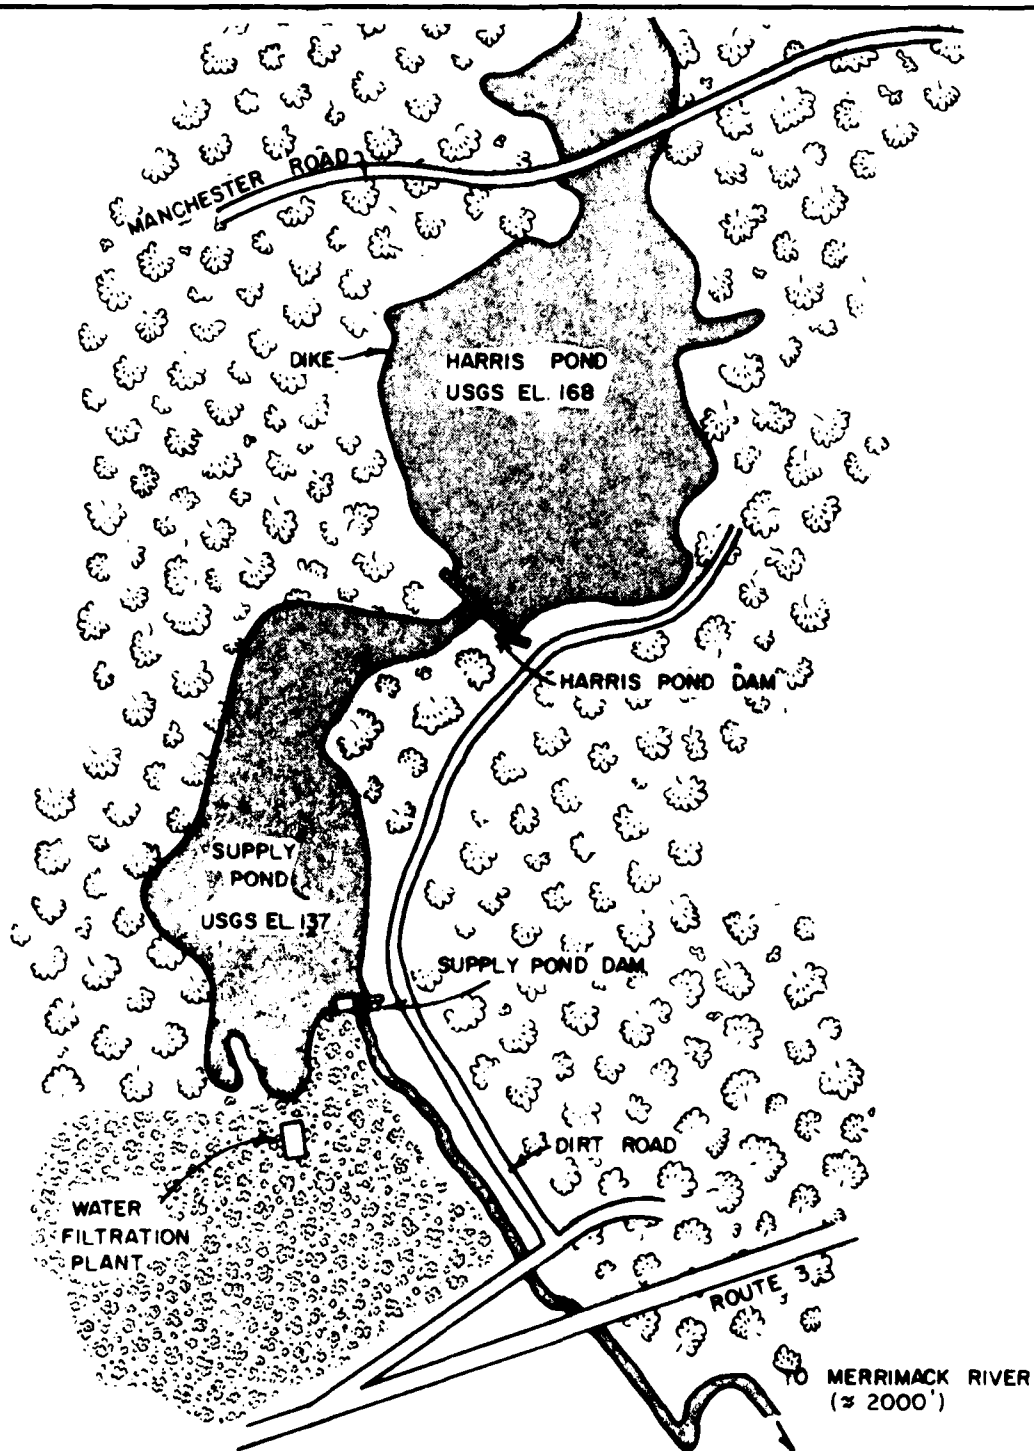 MANCHESTER ROAD
DIKE
HARRIS POND
USGS EL. 168
HARRIS POND DAM
SUPPLY
POND
USGS EL. 137
SUPPLY POND DAM
DIRT ROAD
WATER
FILTRATION
PLANT
ROUTE 3
TO MERRIMACK RIVER
(≈ 2000')